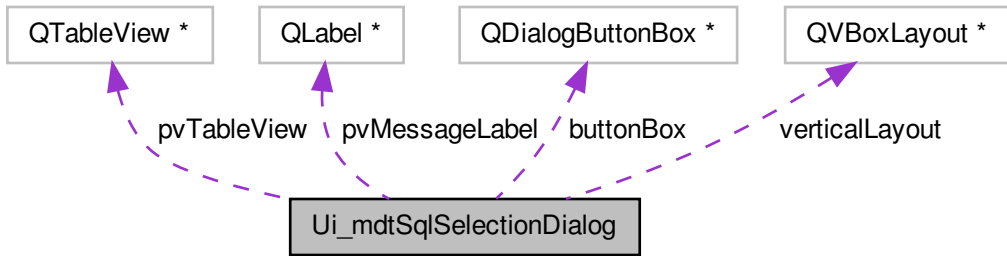 QTableView *
QLabel *
QDialogButtonBox *
QVBoxLayout *
pvTableView
pvMessageLabel
buttonBox
verticalLayout
Ui_mdtSqlSelectionDialog